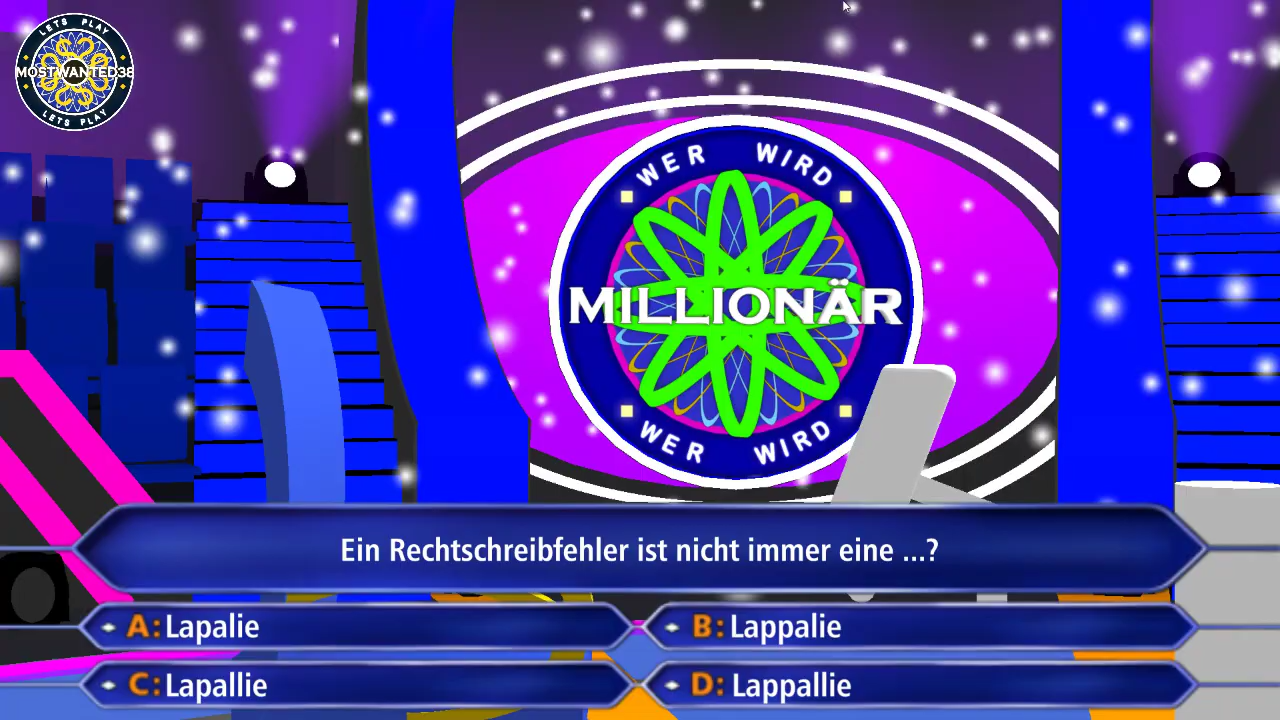 LETS PLAY
MOSTWANTED38
LETS PLAY
WER WIRD
MILLIONÄR
WER WIRD
Ein Rechtschreibfehler ist nicht immer eine ...?
A: Lapalie
B: Lappalie
C: Lapallie
D: Lappallie